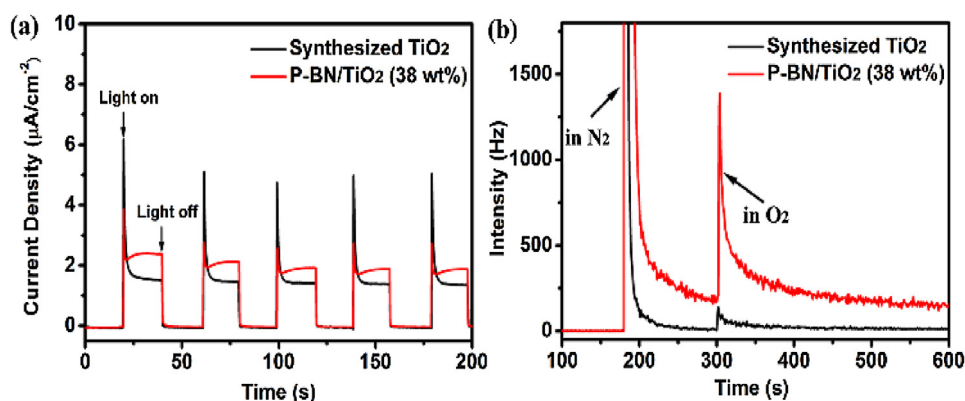 (a)
Synthesized TiO2
P-BN/TiO2 (38 wt%)
Light on
Light off
Current Density (μA/cm-2)
10
8
6
4
2
0
0 50 100 150 200
Time (s)
(b)
Synthesized TiO2
P-BN/TiO2 (38 wt%)
in N2
in O2
Intensity (Hz)
1500
1000
500
0
100 200 300 400 500 600
Time (s)